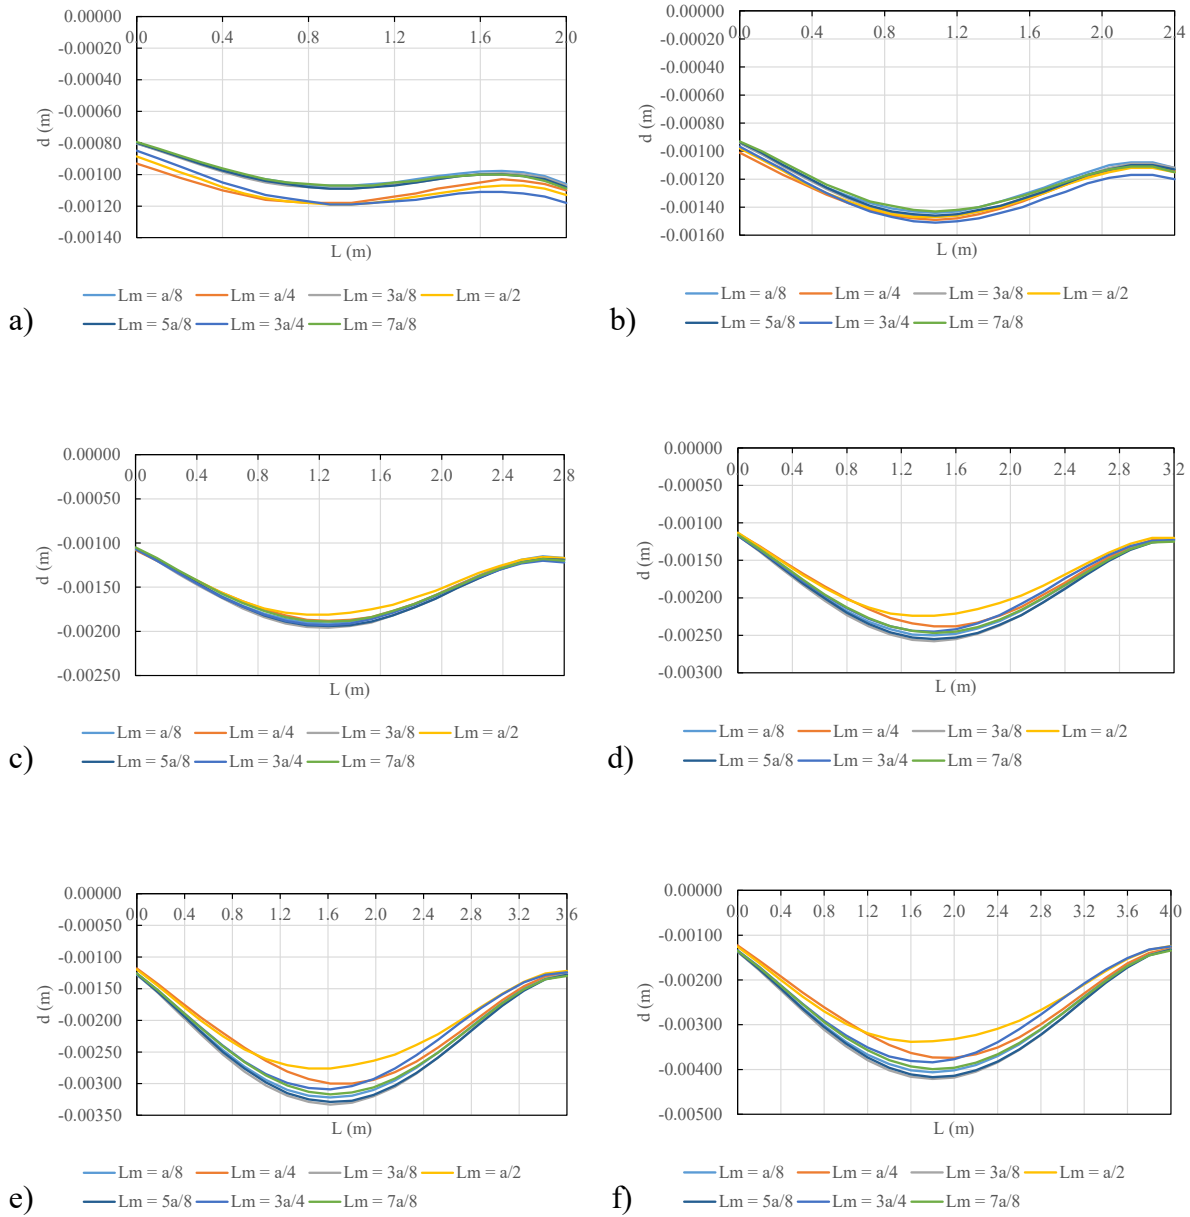 0.00000
-0.00020
-0.00040
-0.00060
-0.00080
-0.00100
-0.00120
-0.00140
d (m)
0.0 0.4 0.8 1.2 1.6 2.0
L (m)
Lm = a/8 Lm = a/4 Lm = 3a/8 Lm = a/2
Lm = 5a/8 Lm = 3a/4 Lm = 7a/8
a)
0.00000
-0.00020
-0.00040
-0.00060
-0.00080
-0.00100
-0.00120
-0.00140
-0.00160
d (m)
0.0 0.4 0.8 1.2 1.6 2.0 2.4
L (m)
Lm = a/8 Lm = a/4 Lm = 3a/8 Lm = a/2
Lm = 5a/8 Lm = 3a/4 Lm = 7a/8
b)
0.00000
-0.00050
-0.00100
-0.00150
-0.00200
-0.00250
d (m)
0.0 0.4 0.8 1.2 1.6 2.0 2.4 2.8
L (m)
Lm = a/8 Lm = a/4 Lm = 3a/8 Lm = a/2
Lm = 5a/8 Lm = 3a/4 Lm = 7a/8
c)
0.00000
-0.00050
-0.00100
-0.00150
-0.00200
-0.00250
-0.00300
d (m)
0.0 0.4 0.8 1.2 1.6 2.0 2.4 2.8 3.2
L (m)
Lm = a/8 Lm = a/4 Lm = 3a/8 Lm = a/2
Lm = 5a/8 Lm = 3a/4 Lm = 7a/8
d)
0.00000
-0.00050
-0.00100
-0.00150
-0.00200
-0.00250
-0.00300
-0.00350
d (m)
0.0 0.4 0.8 1.2 1.6 2.0 2.4 2.8 3.2 3.6
L (m)
Lm = a/8 Lm = a/4 Lm = 3a/8 Lm = a/2
Lm = 5a/8 Lm = 3a/4 Lm = 7a/8
e)
0.00000
-0.00100
-0.00200
-0.00300
-0.00400
-0.00500
d (m)
0.0 0.4 0.8 1.2 1.6 2.0 2.4 2.8 3.2 3.6 4.0
L (m)
Lm = a/8 Lm = a/4 Lm = 3a/8 Lm = a/2
Lm = 5a/8 Lm = 3a/4 Lm = 7a/8
f)